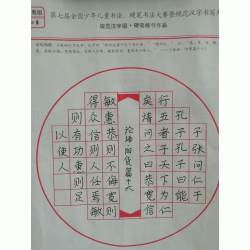 第七届全国少年儿童书法、硬笔书法大赛暨规范汉字书写
规范汉字组·硬笔楷书作品
子张问仁于
孔子孔子曰能
行五者于天下为仁
矣请问之曰恭宽信
论语阳货篇十六
敏惠恭则不侮宽则
得众信则人任焉敏
则有功惠则足
以使人